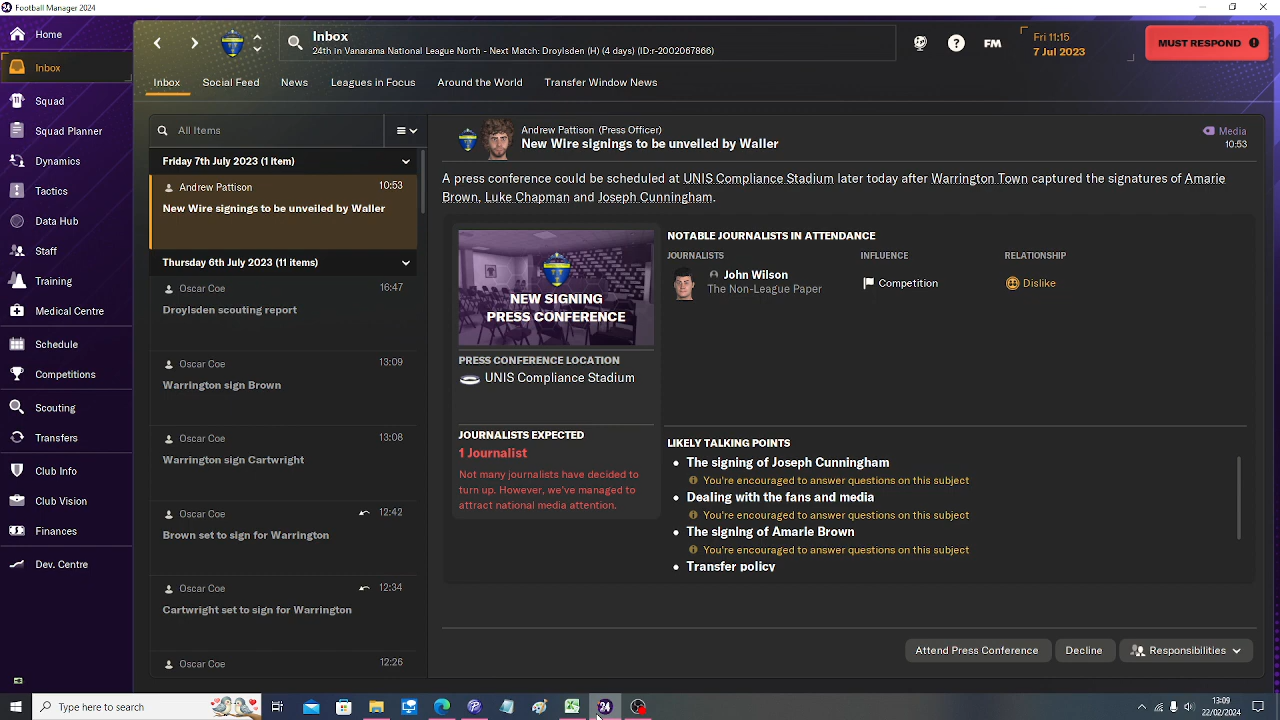 Football Manager 2024
Home
Inbox
Squad
Squad Planner
Dynamics
Tactics
Data Hub
Staff
Training
Medical Centre
Schedule
Competitions
Scouting
Transfers
Club Info
Club Vision
Finances
Dev. Centre
Inbox
24th in Vanarama National League North - Next Match: Droylsden (H) (4 days) (ID:r-2002067866)
FM
Fri 11:15
7 Jul 2023
MUST RESPOND
Inbox Social Feed News Leagues in Focus Around the World Transfer Window News
All Items
Friday 7th July 2023 (1 Item)
Andrew Pattison 10:53
New Wire signings to be unveiled by Waller
Thursday 6th July 2023 (11 items)
Oscar Coe 16:47
Droylsden scouting report
Oscar Coe 13:09
Warrington sign Brown
Oscar Coe 13:08
Warrington sign Cartwright
Oscar Coe 12:42
Brown set to sign for Warrington
Oscar Coe 12:34
Cartwright set to sign for Warrington
Oscar Coe 12:26
Andrew Pattison (Press Officer)
New Wire signings to be unveiled by Waller
Media
10:53
A press conference could be scheduled at UNIS Compliance Stadium later today after Warrington Town captured the signatures of Amarie
Brown, Luke Chapman and Joseph Cunningham.
NEW SIGNING
PRESS CONFERENCE
PRESS CONFERENCE LOCATION
UNIS Compliance Stadium
JOURNALISTS EXPECTED
1 Journalist
Not many journalists have decided to
turn up. However, we've managed to
attract national media attention.
NOTABLE JOURNALISTS IN ATTENDANCE
JOURNALISTS INFLUENCE RELATIONSHIP
John Wilson
The Non-League Paper
Competition
Dislike
LIKELY TALKING POINTS
The signing of Joseph Cunningham
You're encouraged to answer questions on this subject
Dealing with the fans and media
You're encouraged to answer questions on this subject
The signing of Amarie Brown
You're encouraged to answer questions on this subject
Transfer policy
Attend Press Conference Decline Responsibilities
Type here to search
24
13:09
22/02/2024